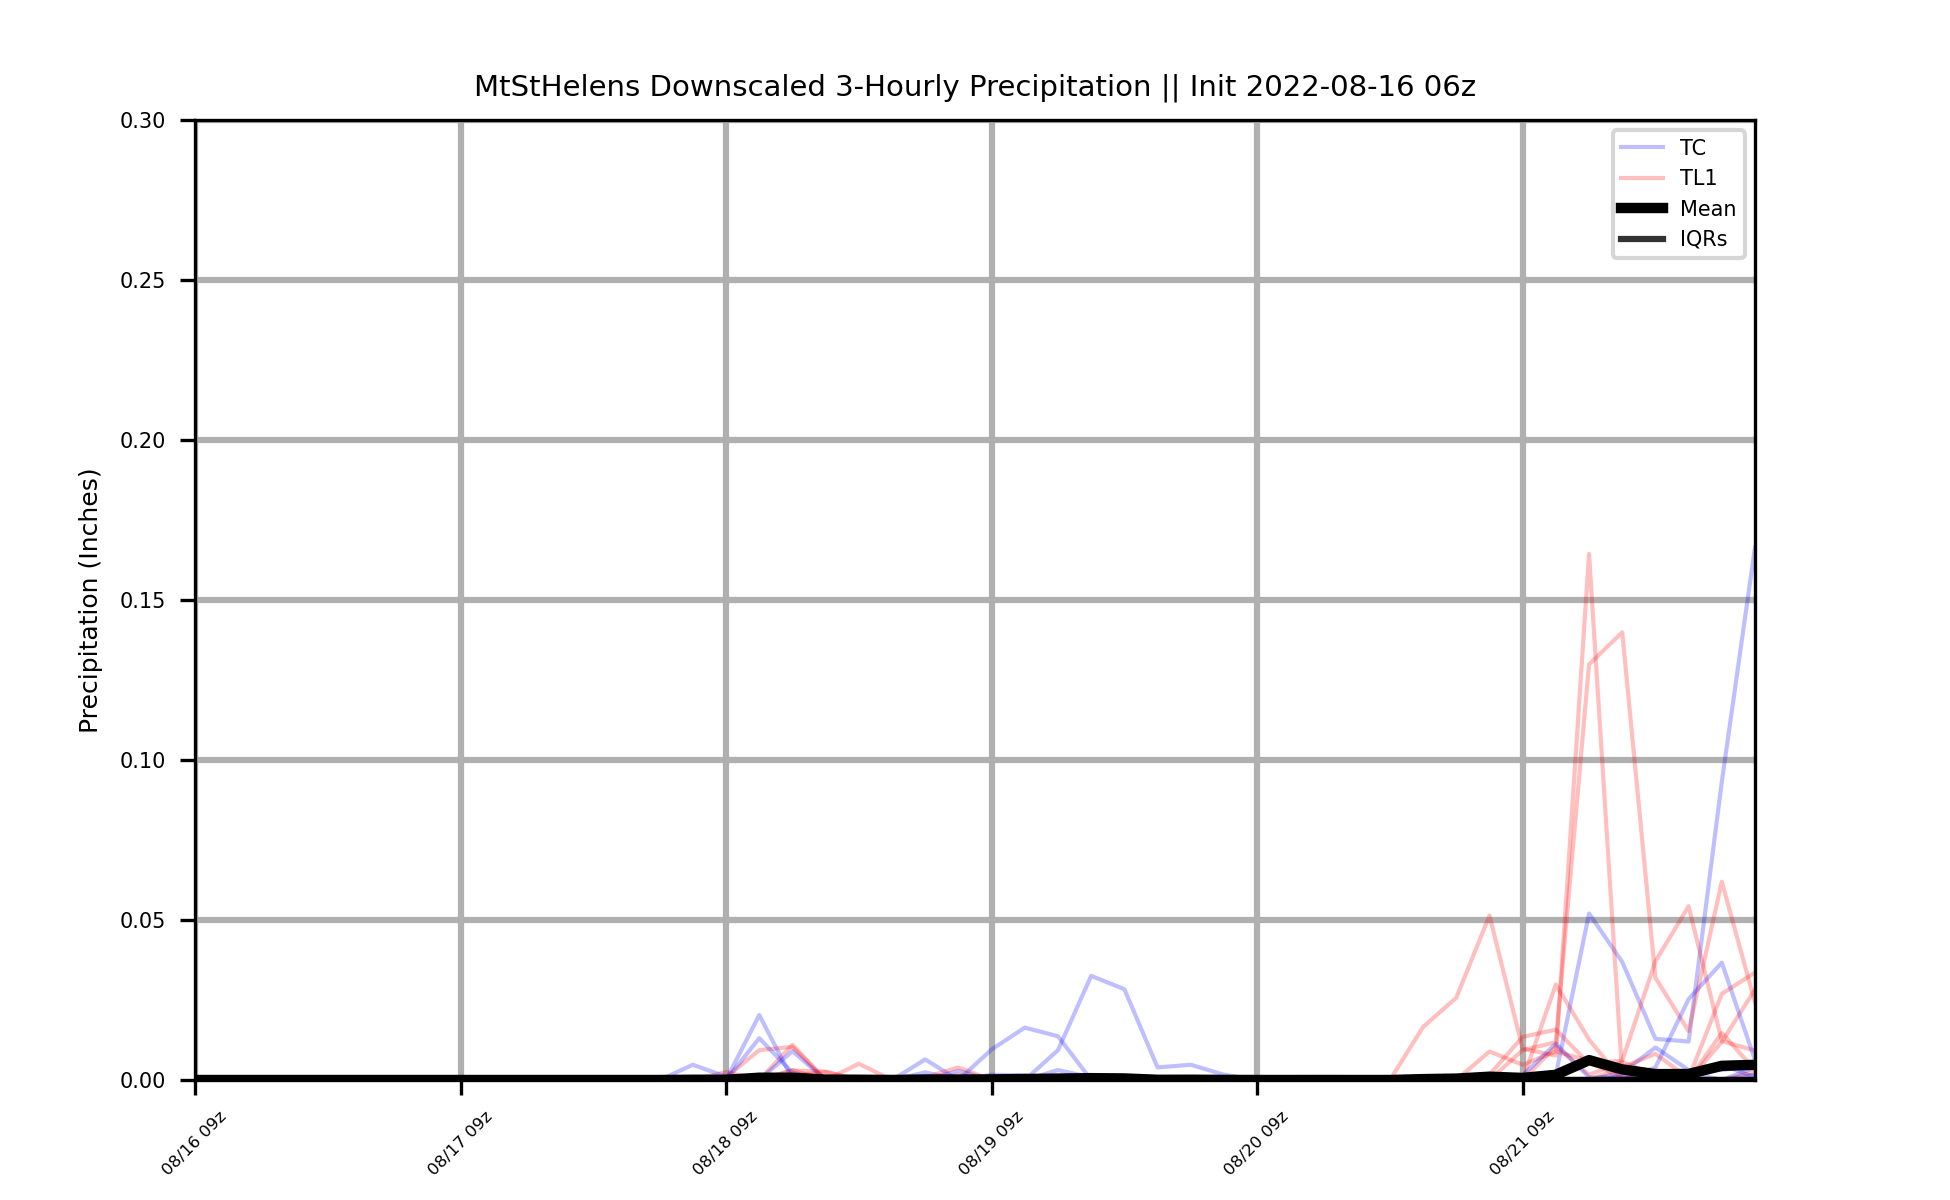 MtStHelens Downscaled 3-Hourly Precipitation || Init 2022-08-16 06z
TC
TL1
Mean
IQRs
Precipitation (Inches)
0.30
0.25
0.20
0.15
0.10
0.05
0.00
08/16 09z
08/17 09z
08/18 09z
08/19 09z
08/20 09z
08/21 09z